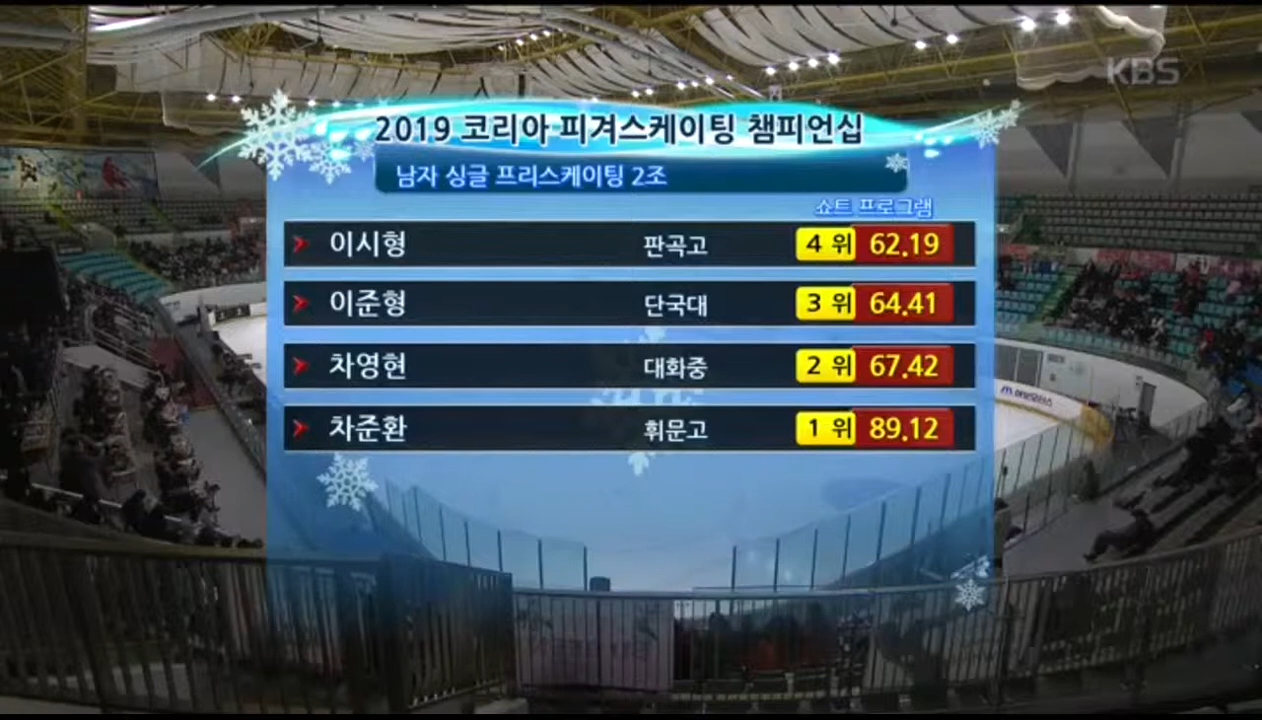 KBS
2019 코리아 피겨스케이팅 챔피언십
남자 싱글 프리스케이팅 2조
쇼트 프로그램
이시형 판곡고 4 위 62.19
이준형 단국대 3 위 64.41
차영현 대화중 2 위 67.42
차준환 휘문고 1 위 89.12